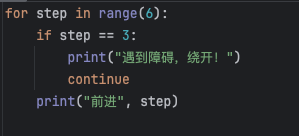 for step in range(6):
    if step == 3:
        print("遇到障碍，绕开！")
        continue
    print("前进", step)